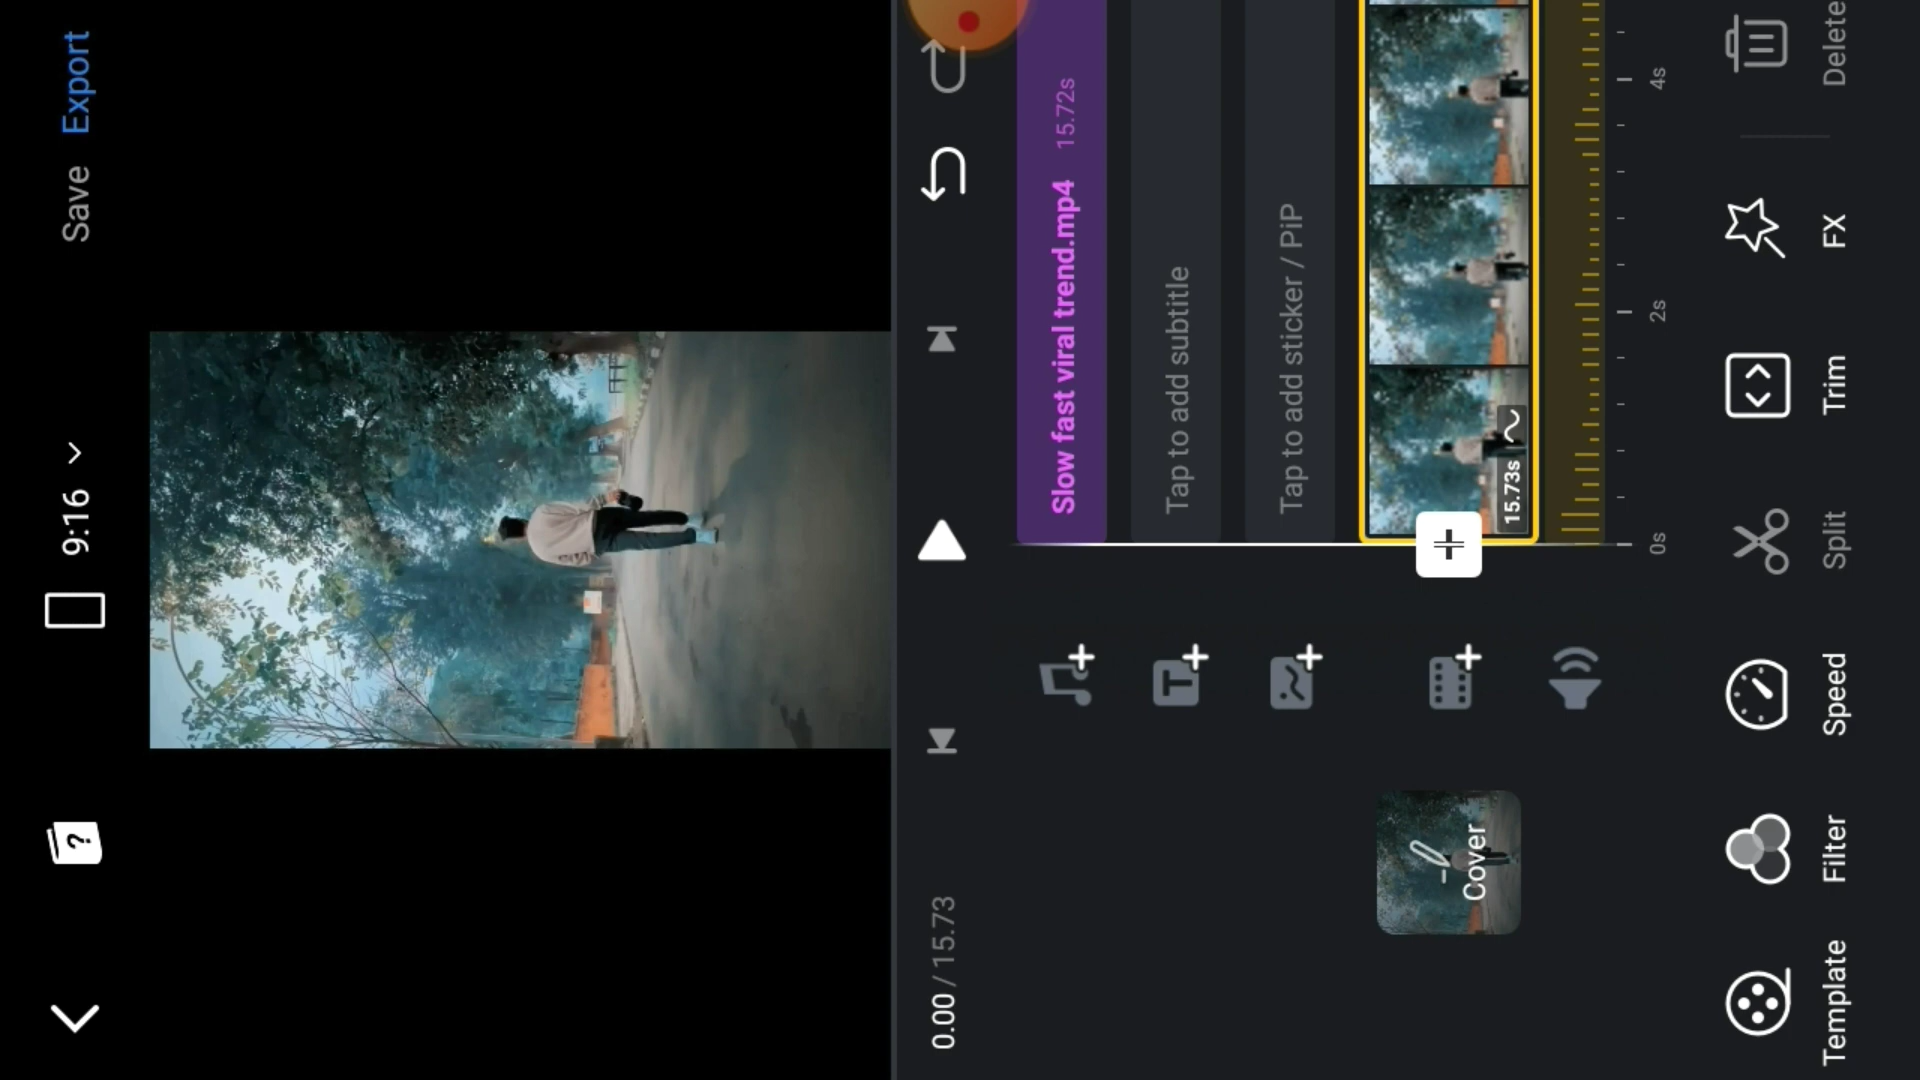 9:16
Save
Export
0.00 / 15.73
Slow fast viral trend.mp4 15.72s
Tap to add subtitle
Tap to add sticker / PiP
Cover
15.73s
0s
2s
4s
Template
Filter
Speed
Split
Trim
FX
Delete